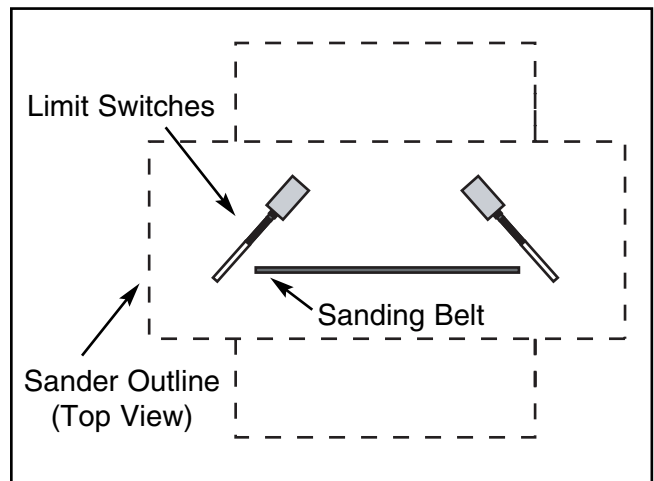 Limit Switches
Sanding Belt
Sander Outline
(Top View)